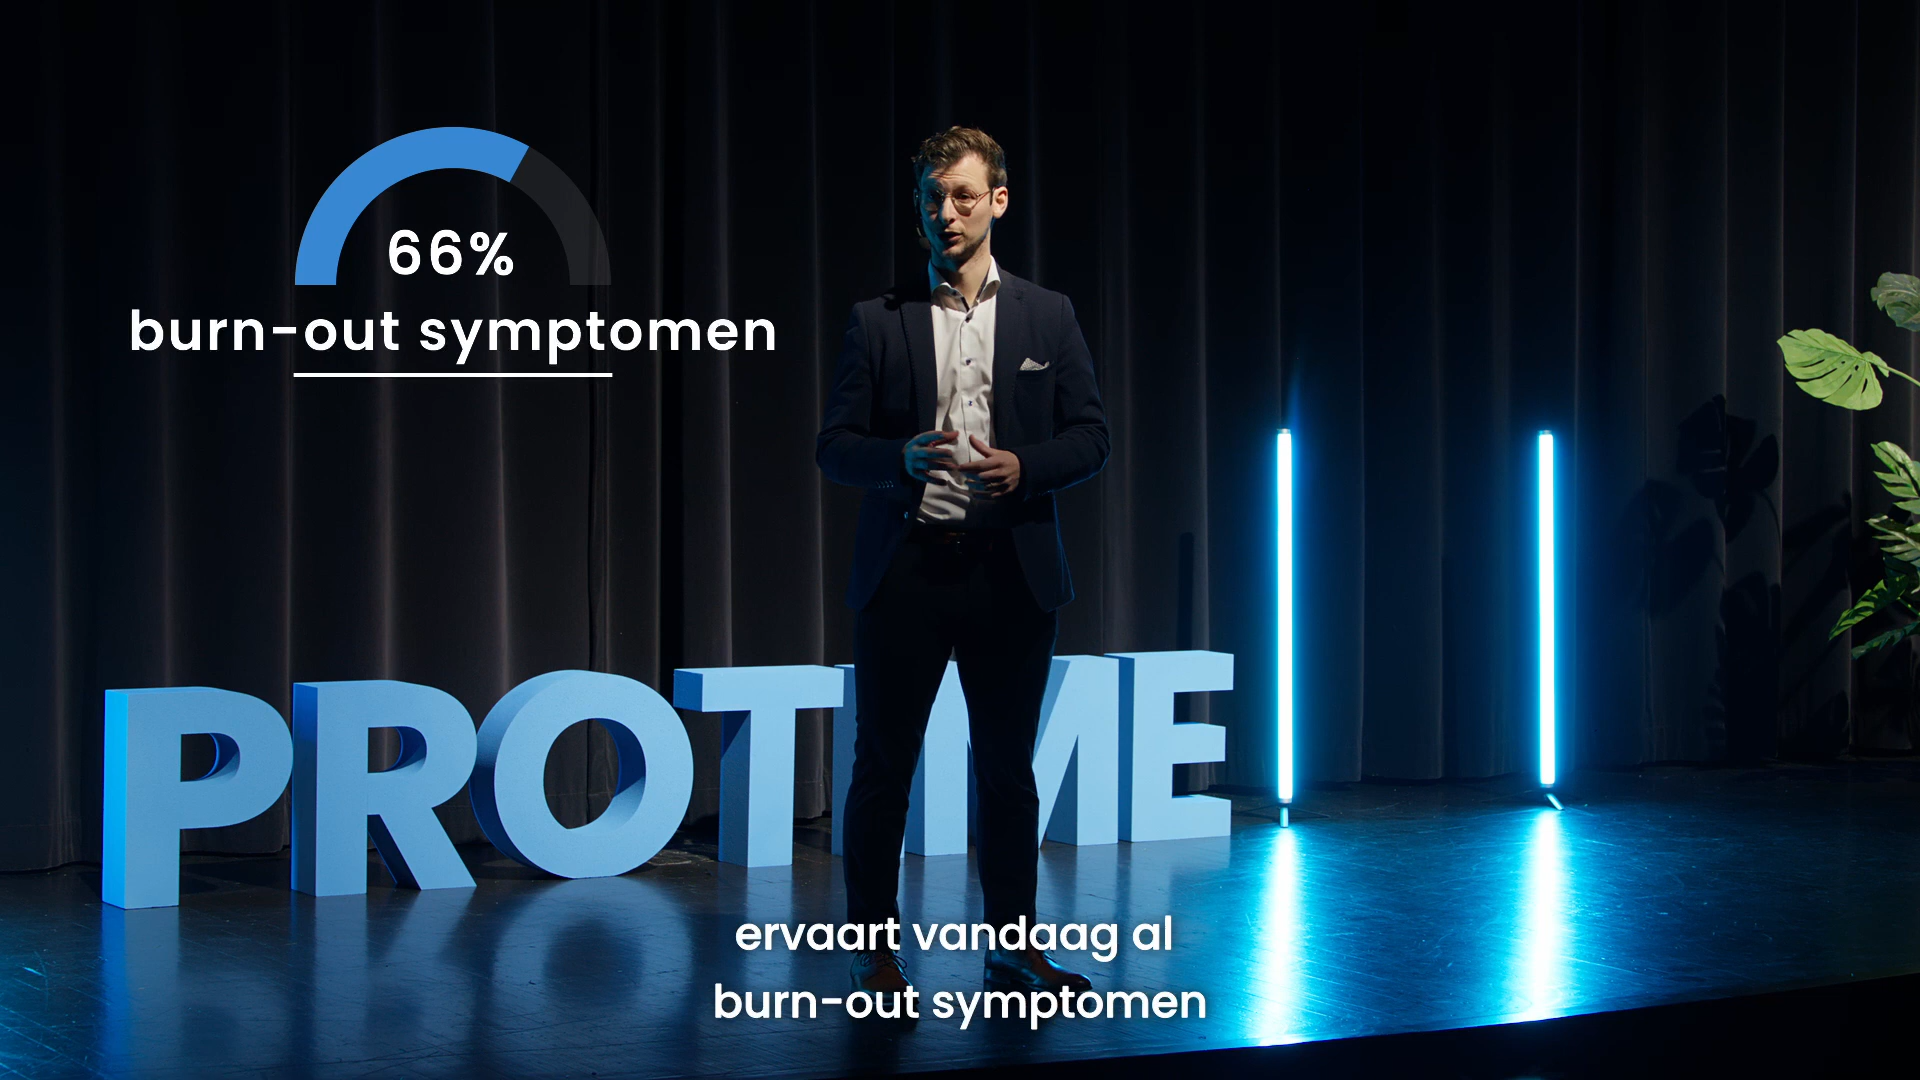 66%
burn-out symptomen
PROTIME
ervaart vandaag al
burn-out symptomen